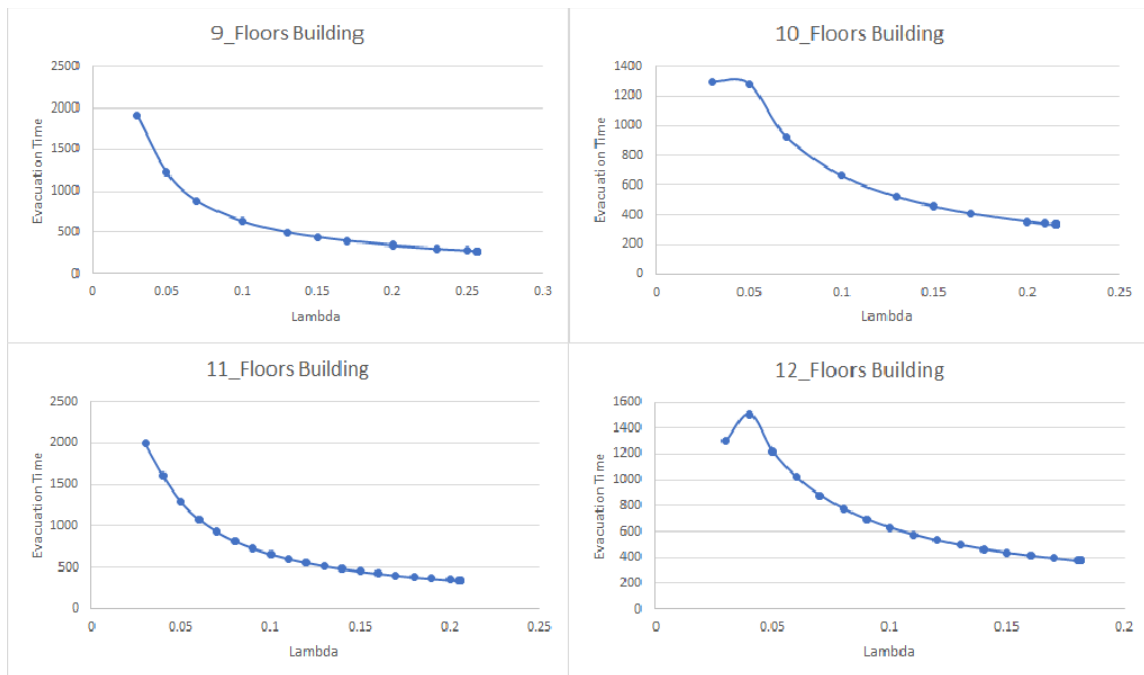 9_Floors Building
2500
2000
1500
1000
500
0
Evacuation Time
0 0.05 0.1 0.15 0.2 0.25 0.3
Lambda
10_Floors Building
1400
1200
1000
800
600
400
200
0
Evacuation Time
0 0.05 0.1 0.15 0.2 0.25
Lambda
11_Floors Building
2500
2000
1500
1000
500
0
Evacuation Time
0 0.05 0.1 0.15 0.2 0.25
Lambda
12_Floors Building
1600
1400
1200
1000
800
600
400
200
0
Evacuation Time
0 0.05 0.1 0.15 0.2
Lambda